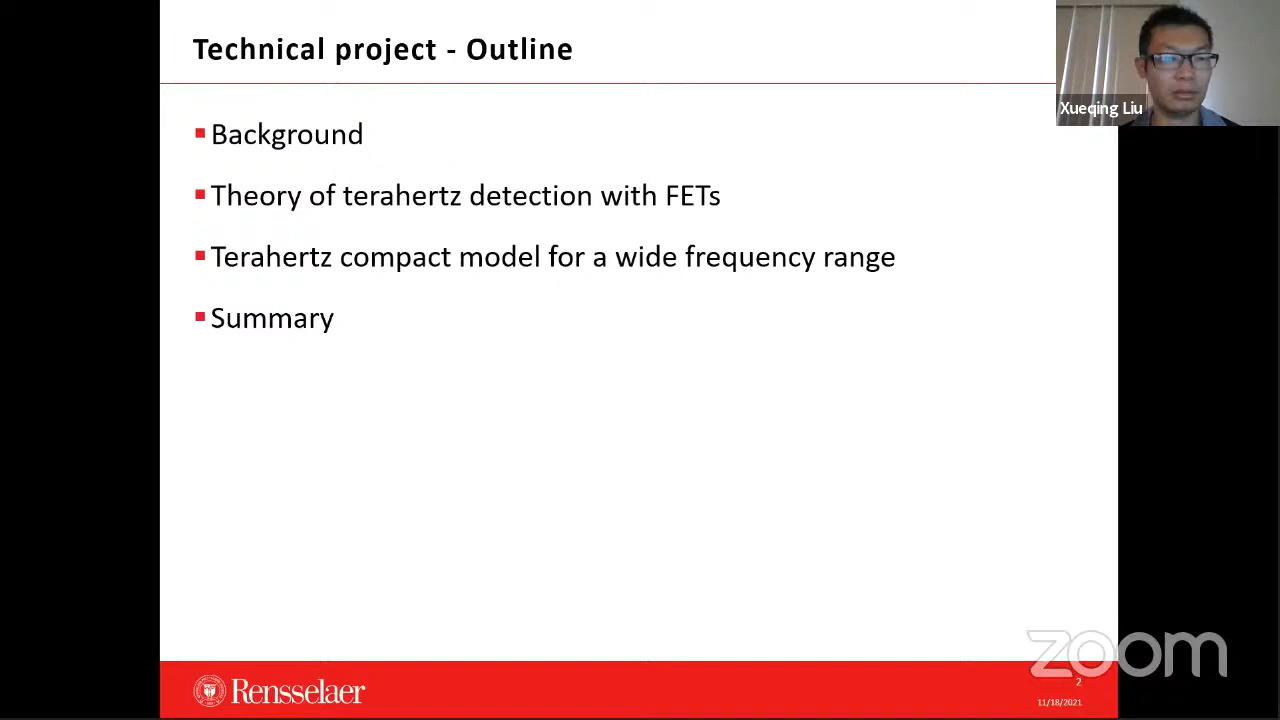 Technical project - Outline
Xueqing Liu
Background
Theory of terahertz detection with FETs
Terahertz compact model for a wide frequency range
Summary
zoom
Rensselaer
2
11/18/2021